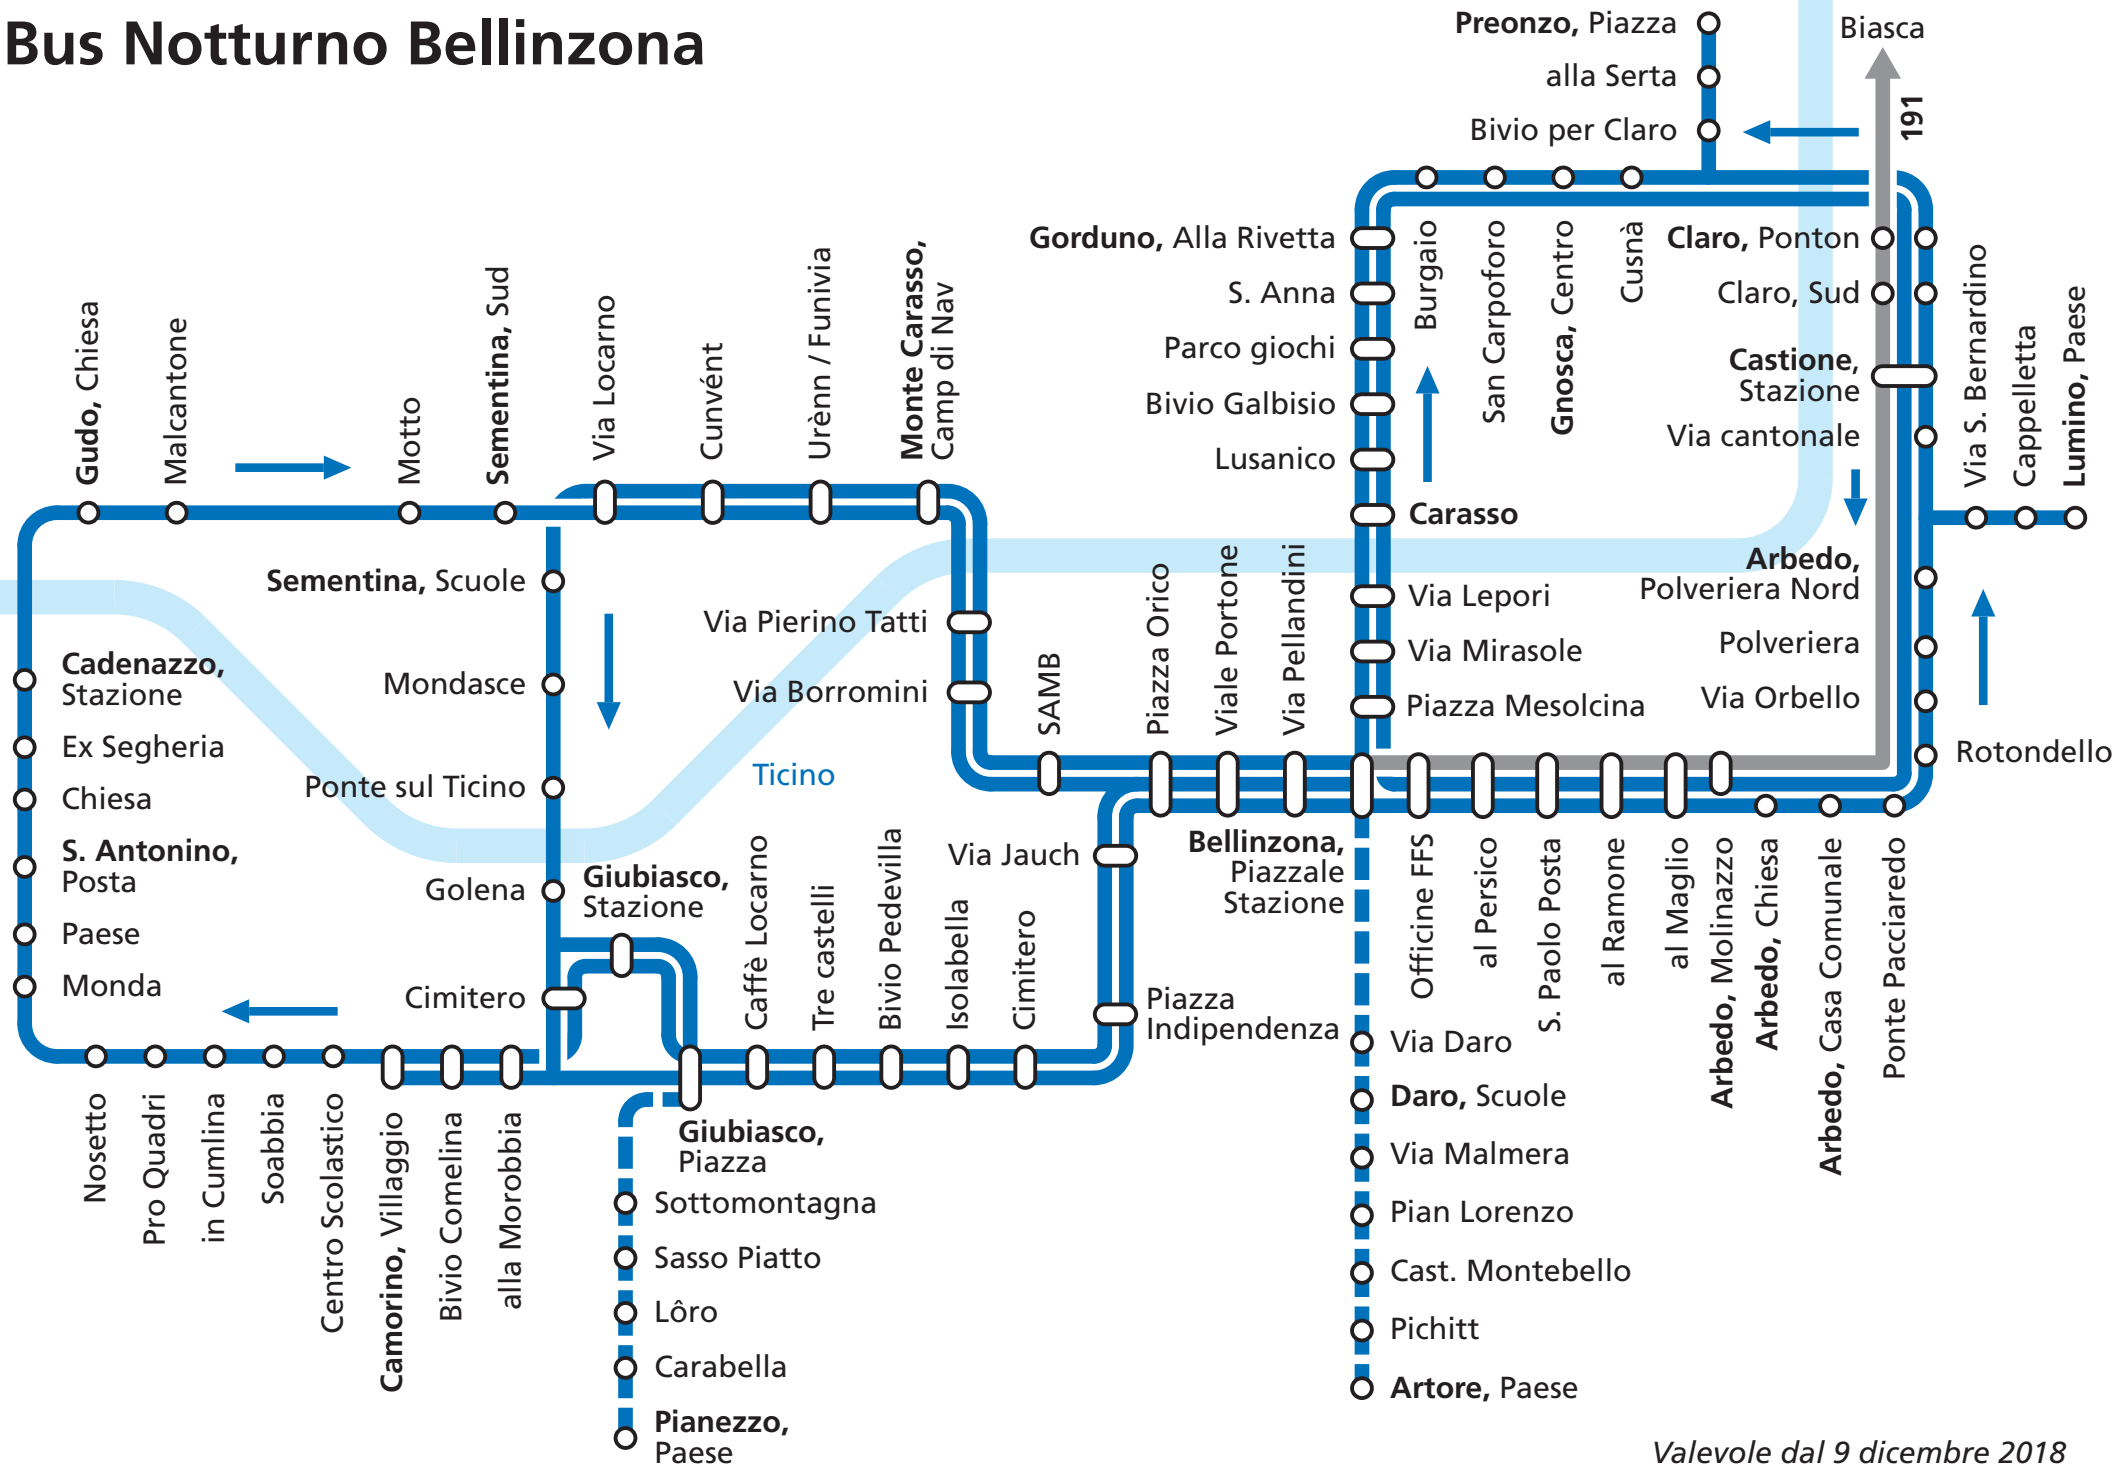 Bus Notturno Bellinzona
Preonzo, Piazza
alla Serta
Bivio per Claro
Biasca
191
Gorduno, Alla Rivetta
S. Anna
Parco giochi
Bivio Galbisio
Lusanico
Carasso
Via Lepori
Via Mirasole
Piazza Mesolcina
Burgaio
San Carpoforo
Gnosca, Centro
Cusnà
Claro, Ponton
Claro, Sud
Castione,
Stazione
Via cantonale
Via S. Bernardino
Cappelletta
Lumino, Paese
Arbedo,
Polveriera Nord
Polveriera
Via Orbello
Rotondello
Gudo, Chiesa
Malcantone
Motto
Sementina, Sud
Via Locarno
Cunvént
Urènn / Funivia
Monte Carasso,
Camp di Nav
Sementina, Scuole
Mondasce
Ponte sul Ticino
Golena
Cimitero
Via Pierino Tatti
Via Borromini
Ticino
SAMB
Piazza Orico
Viale Portone
Via Pellandini
Cadenazzo,
Stazione
Ex Segheria
Chiesa
S. Antonino,
Posta
Paese
Monda
Giubiasco,
Stazione
Caffè Locarno
Tre castelli
Bivio Pedevilla
Isolabella
Cimitero
Via Jauch
Piazza
Indipendenza
Bellinzona,
Piazzale
Stazione
Officine FFS
al Persico
S. Paolo Posta
al Ramone
al Maglio
Arbedo, Molinazzo
Arbedo, Chiesa
Arbedo, Casa Comunale
Ponte Pacciaredo
Nosetto
Pro Quadri
in Cumlina
Soabbia
Centro Scolastico
Camorino, Villaggio
Bivio Comelina
alla Morobbia
Giubiasco,
Piazza
Sottomontagna
Sasso Piatto
Lôro
Carabella
Pianezzo,
Paese
Via Daro
Daro, Scuole
Via Malmera
Pian Lorenzo
Cast. Montebello
Pichitt
Artore, Paese
Valevole dal 9 dicembre 2018